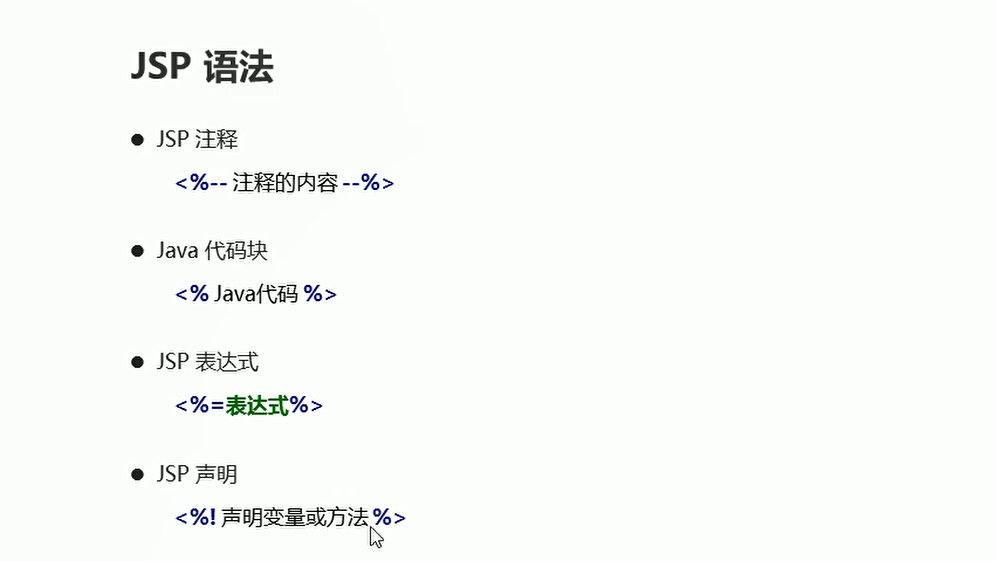 JSP 语法
● JSP 注释
<%-- 注释的内容 --%>
● Java 代码块
<% Java代码 %>
● JSP 表达式
<%=表达式%>
● JSP 声明
<%! 声明变量或方法 %>